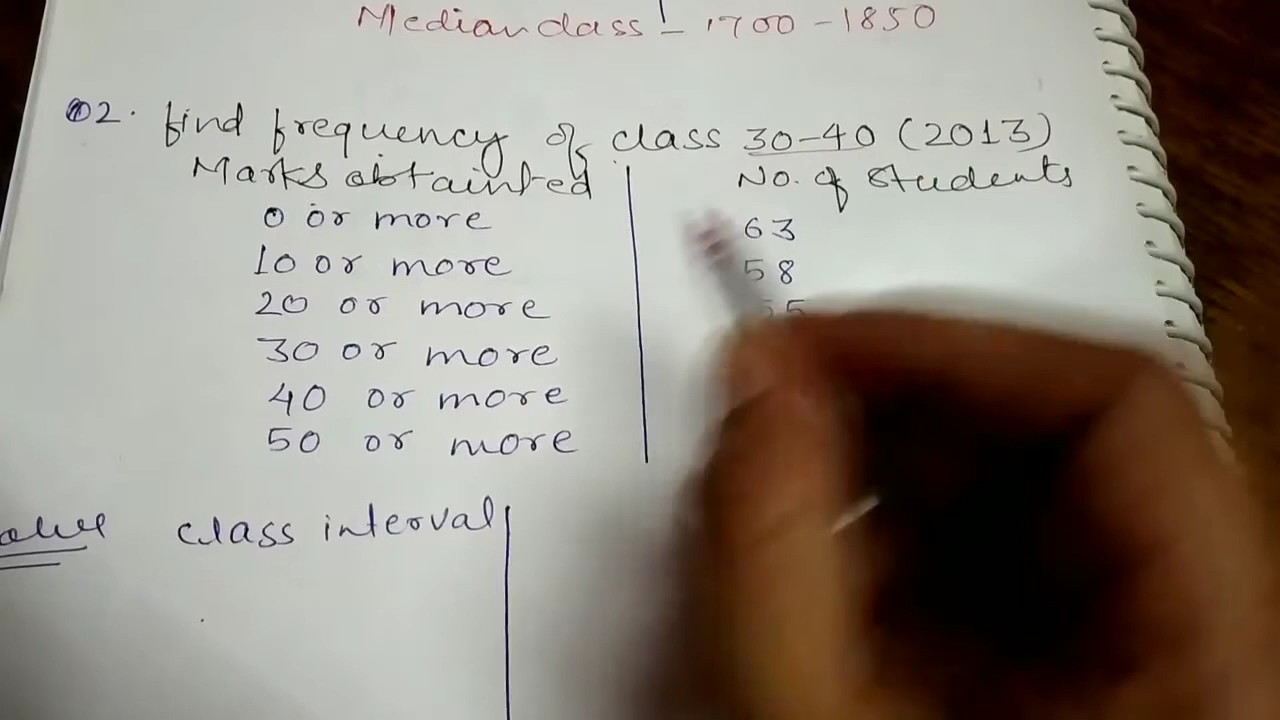 Median class - 1700 - 1850
Q2. find frequency of class 30-40 (2013)
Marks obtainted No. of students
0 or more 63
10 or more 58
20 or more 55
30 or more
40 or more
50 or more
class interval